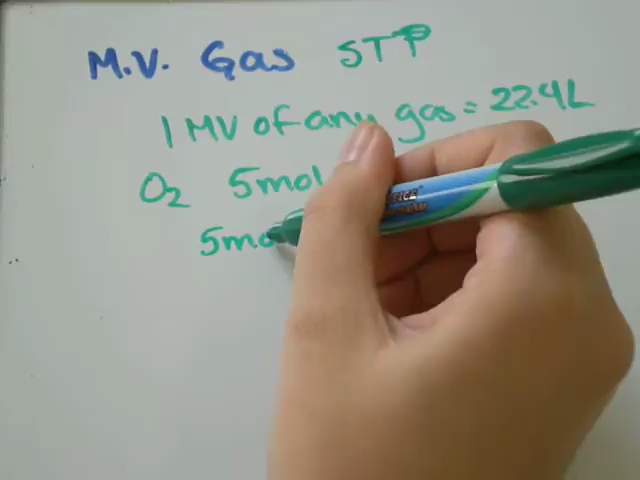 M.V. Gas STP
1 MV of any gas = 22.4L
O2 5mol
5mo